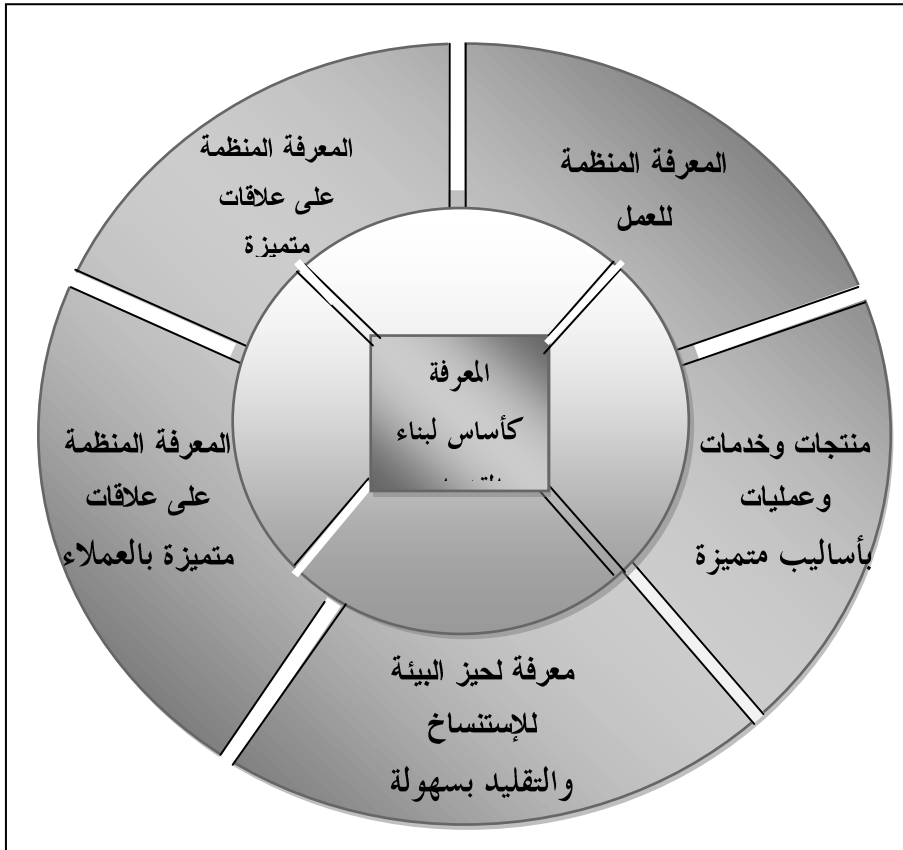 المعرفة المنظمة
للعمل
منتجات وخدمات
وعمليات
بأساليب متميزة
معرفة لحيز البيئة
للإستنساخ
والتقليد بسهولة
المعرفة المنظمة
على علاقات
متميزة بالعملاء
المعرفة المنظمة
على علاقات
متميزة
المعرفة
كأساس لبناء